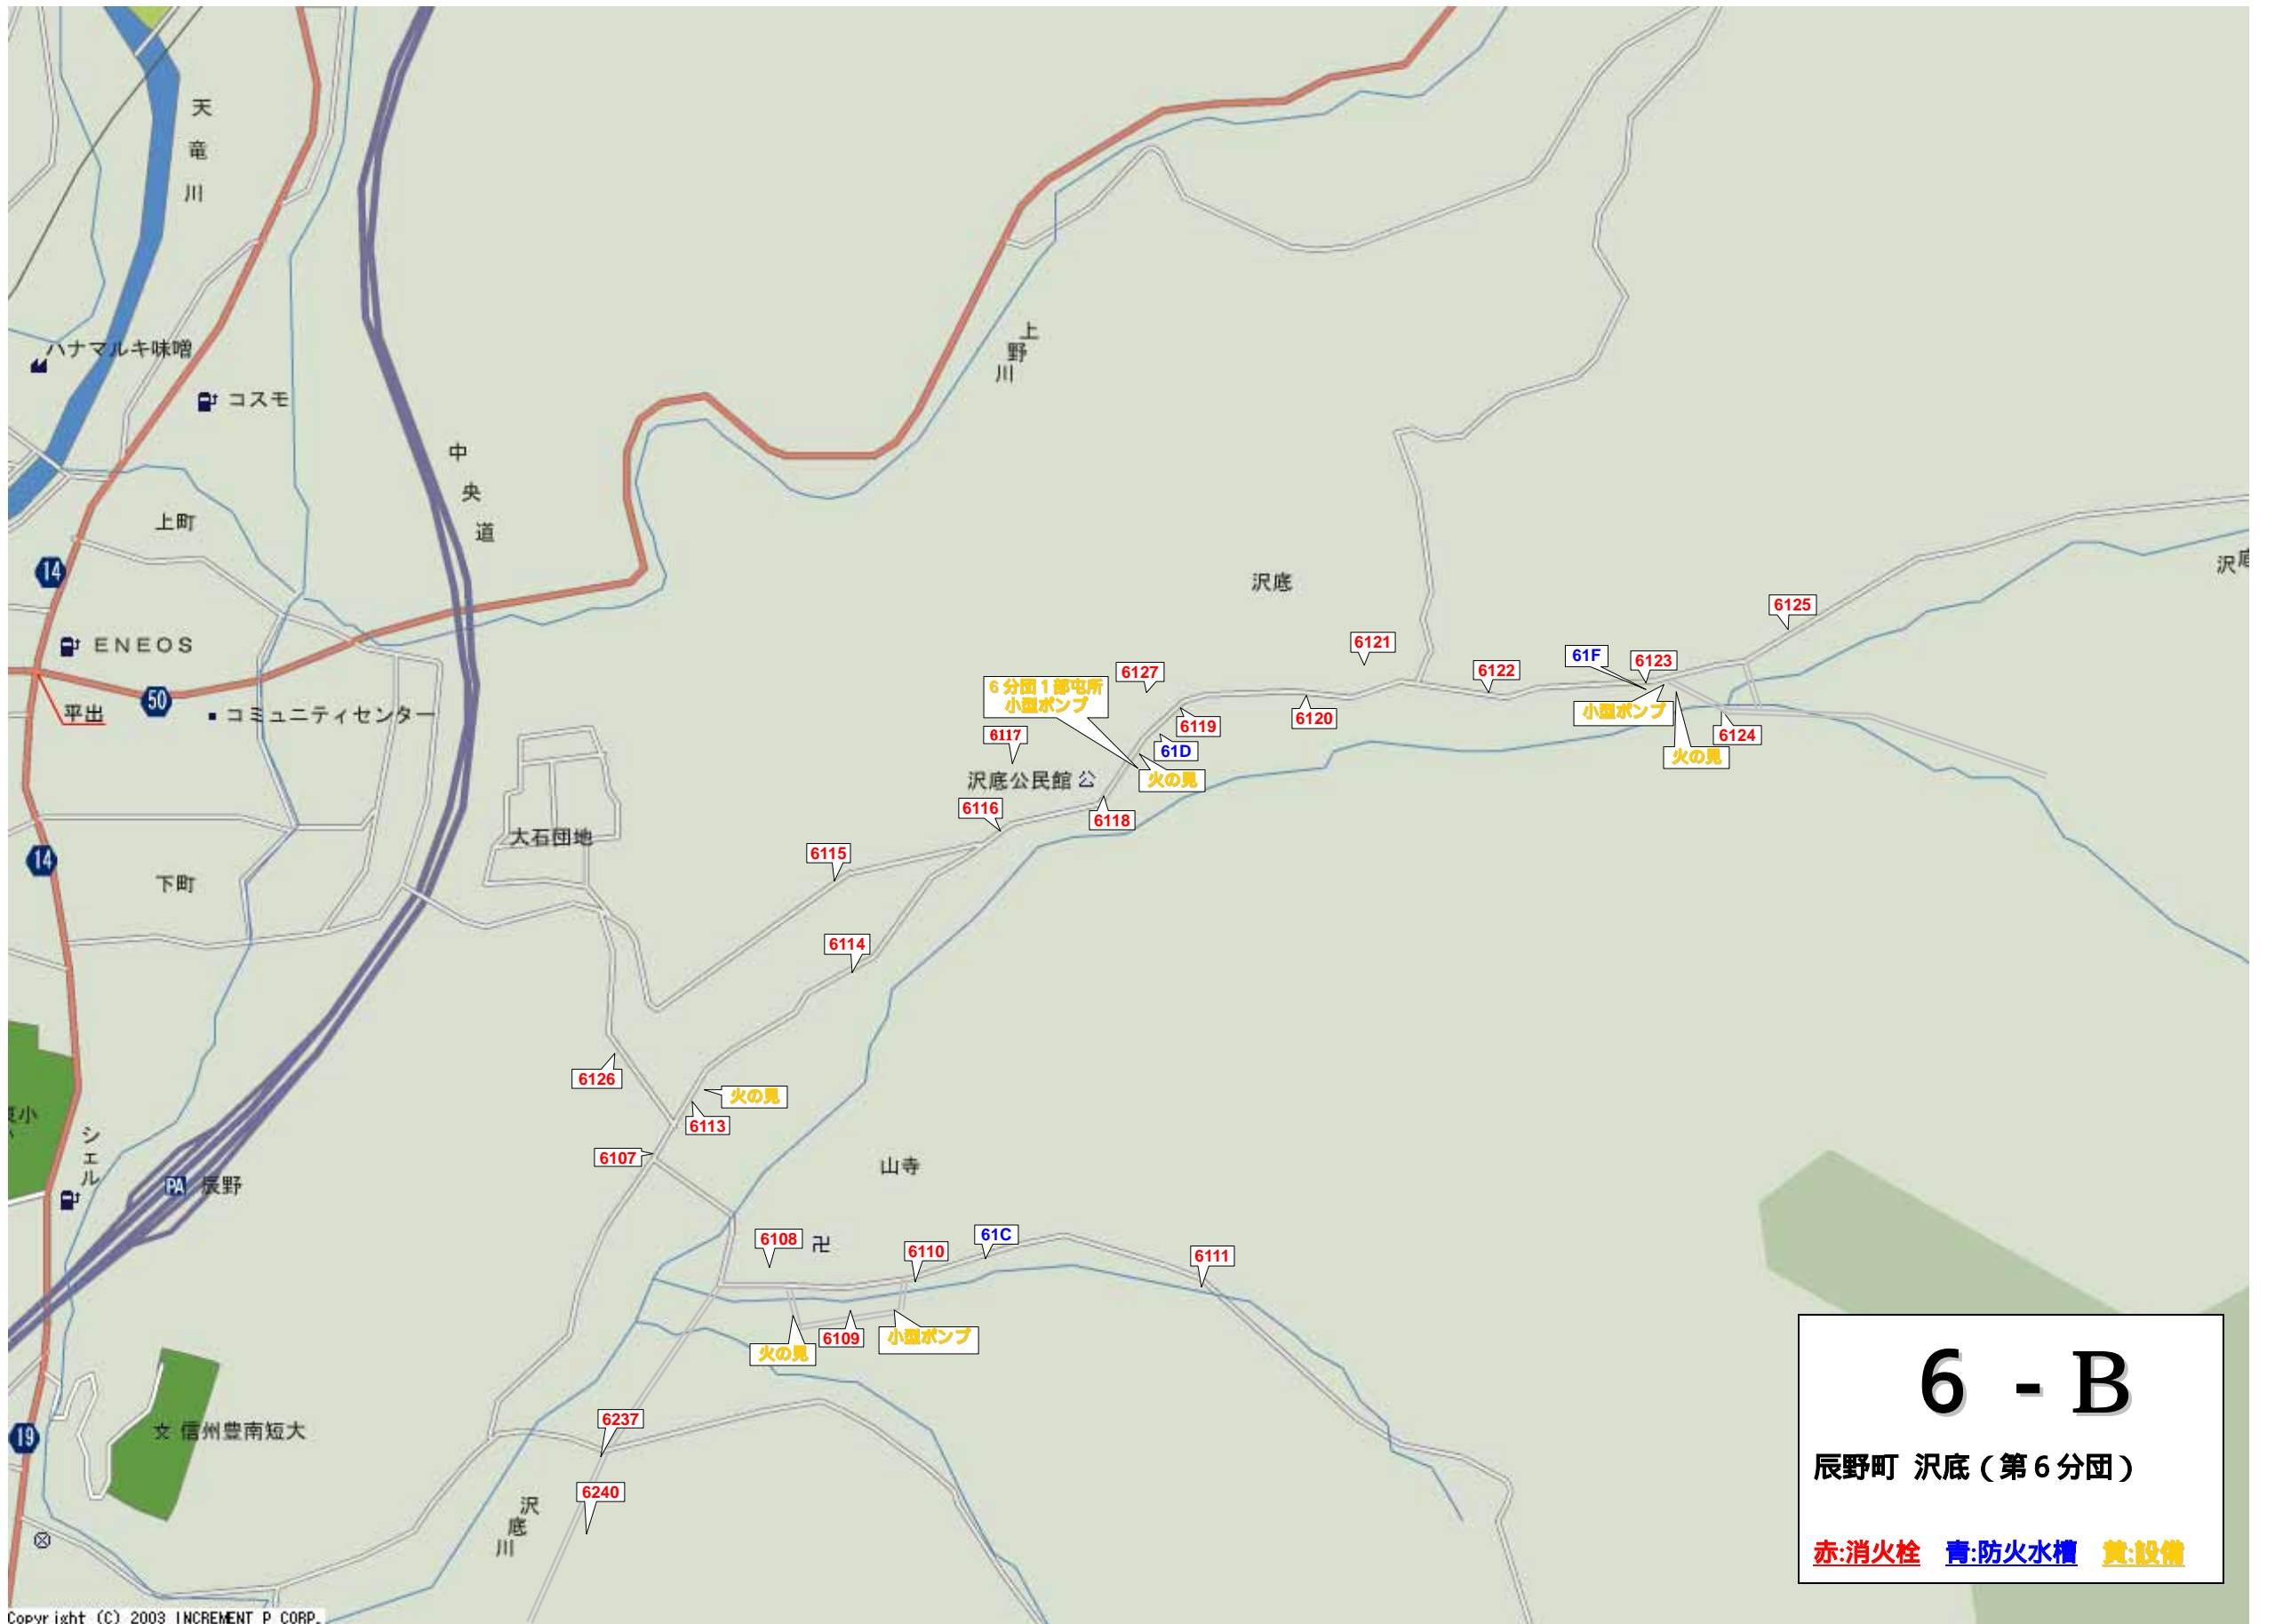 天竜川
ハナマルキ味噌
コスモ
上野川
中央道
上町
14
沢底
沢底
6125
ENEOS
6121
61F
6123
6122
6127
6分団1部屯所
小型ポンプ
50
平出
コミュニティセンター
小型ポンプ
6120
6119
6117
6124
61D
火の見
沢底公民館
公
火の見
6116
6118
大石団地
14
6115
下町
6114
6126
火の見
6113
シェル
6107
山寺
PA 辰野
6108
卍
61C
6110
6111
6109
小型ポンプ
火の見
6237
19
文 信州豊南短大
6240
沢底川
6 - B
辰野町 沢底(第6分団)
赤:消火栓 青:防火水槽 黄:設備
Copyright (C) 2003 INCREMENT P CORP.